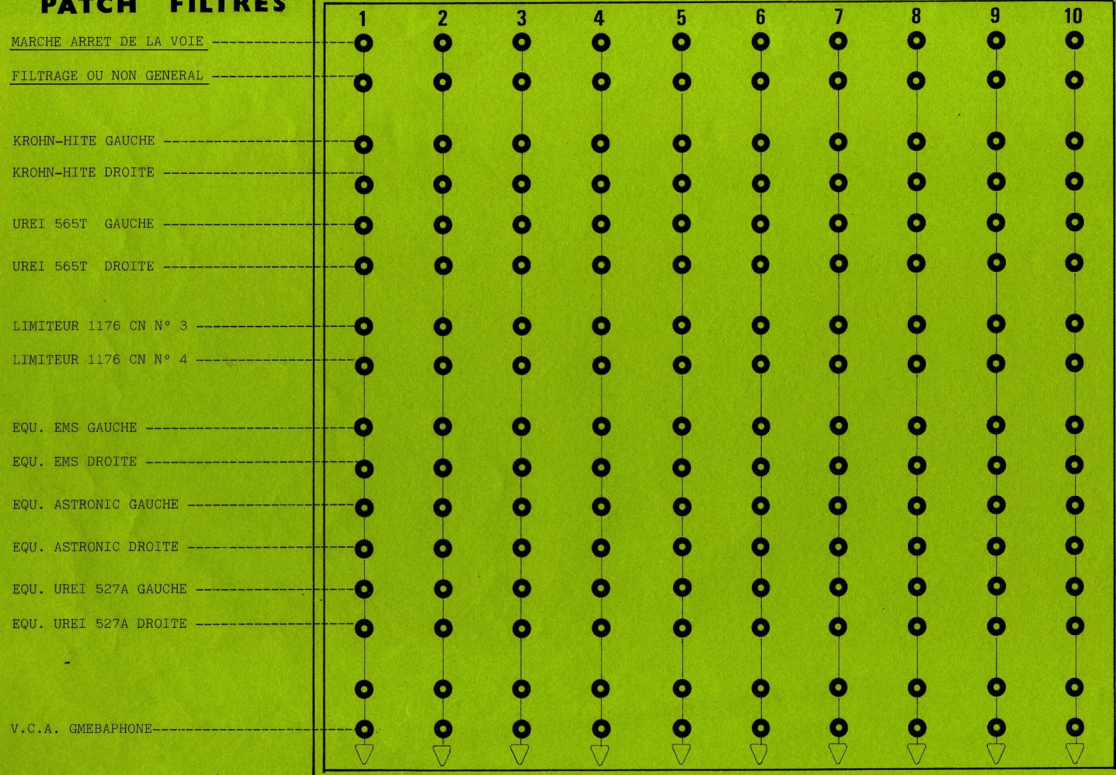 PATCH FILTRES
1 2 3 4 5 6 7 8 9 10
MARCHE ARRET DE LA VOIE
FILTRAGE OU NON GENERAL
KROHN-HITE GAUCHE
KROHN-HITE DROITE
UREI 565T GAUCHE
UREI 565T DROITE
LIMITEUR 1176 CN N° 3
LIMITEUR 1176 CN N° 4
EQU. EMS GAUCHE
EQU. EMS DROITE
EQU. ASTRONIC GAUCHE
EQU. ASTRONIC DROITE
EQU. UREI 527A GAUCHE
EQU. UREI 527A DROITE
V.C.A. GMEBAPHONE